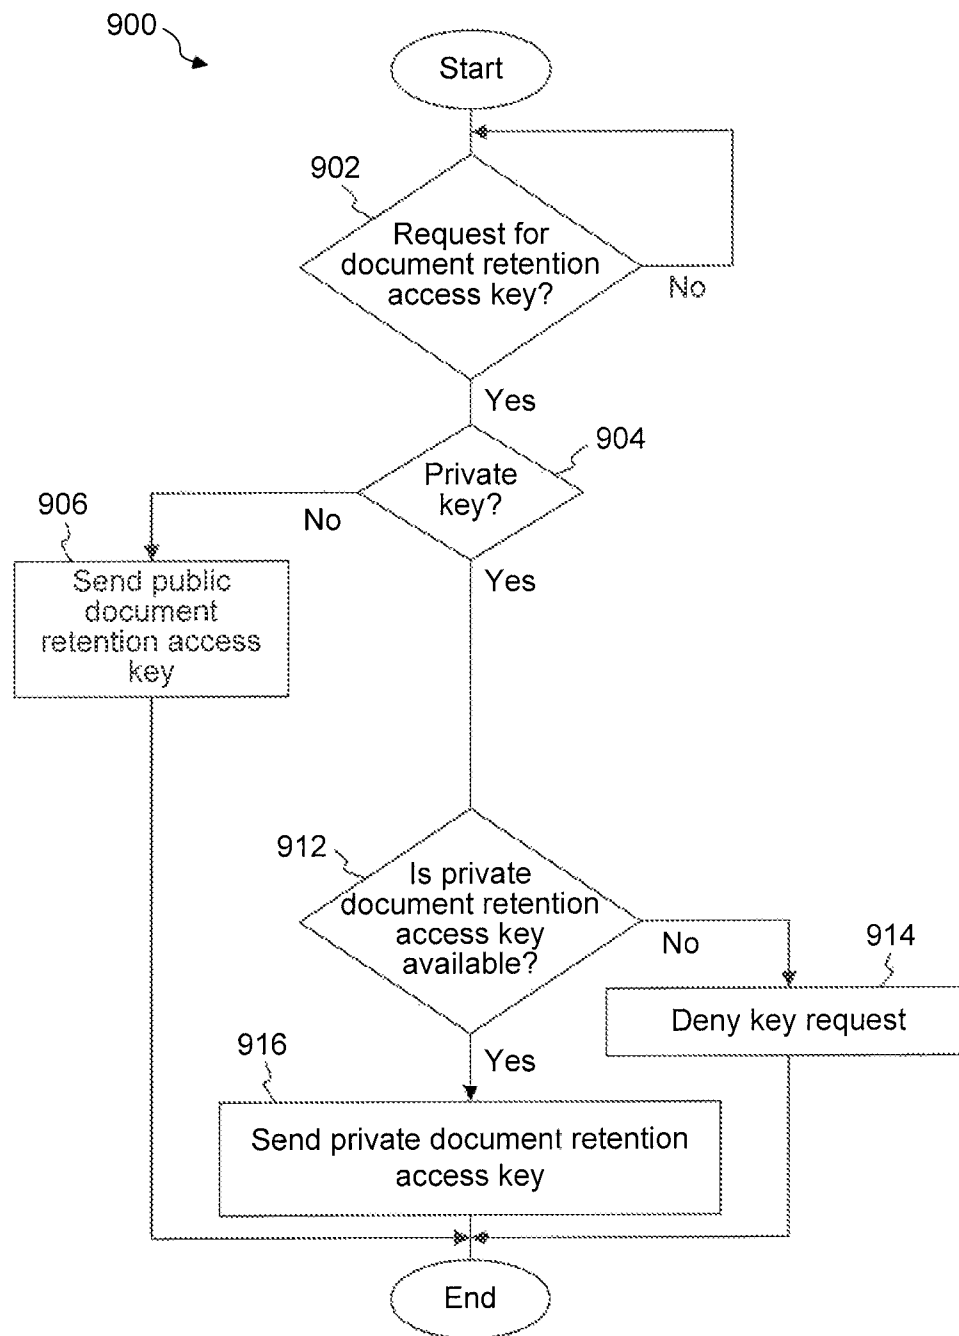 900
Start
902
Request for
document retention
access key?
No
Yes
904
Private
key?
906
No
Yes
Send public
document
retention access
key
912
Is private
document retention
access key
available?
No
914
Deny key request
916
Yes
Send private document retention
access key
End